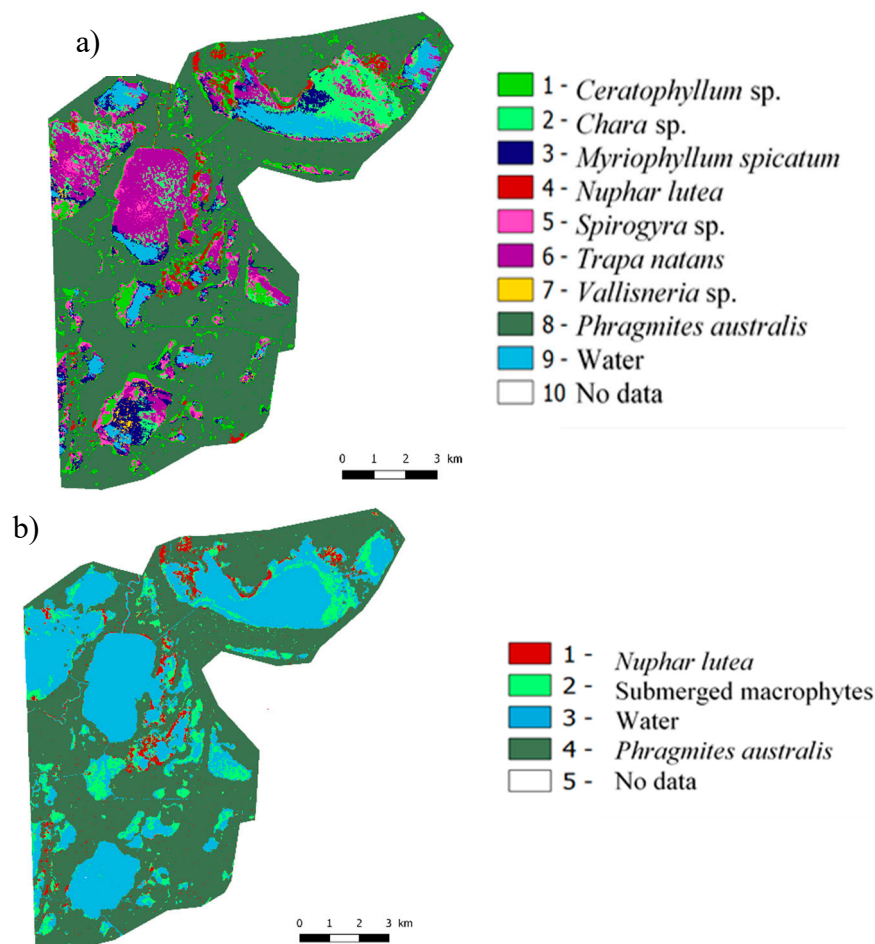 a)
1 - Ceratophyllum sp.
2 - Chara sp.
3 - Myriophyllum spicatum
4 - Nuphar lutea
5 - Spirogyra sp.
6 - Trapa natans
7 - Vallisneria sp.
8 - Phragmites australis
9 - Water
10 No data
0 1 2 3 km
b)
1 - Nuphar lutea
2 - Submerged macrophytes
3 - Water
4 - Phragmites australis
5 - No data
0 1 2 3 km